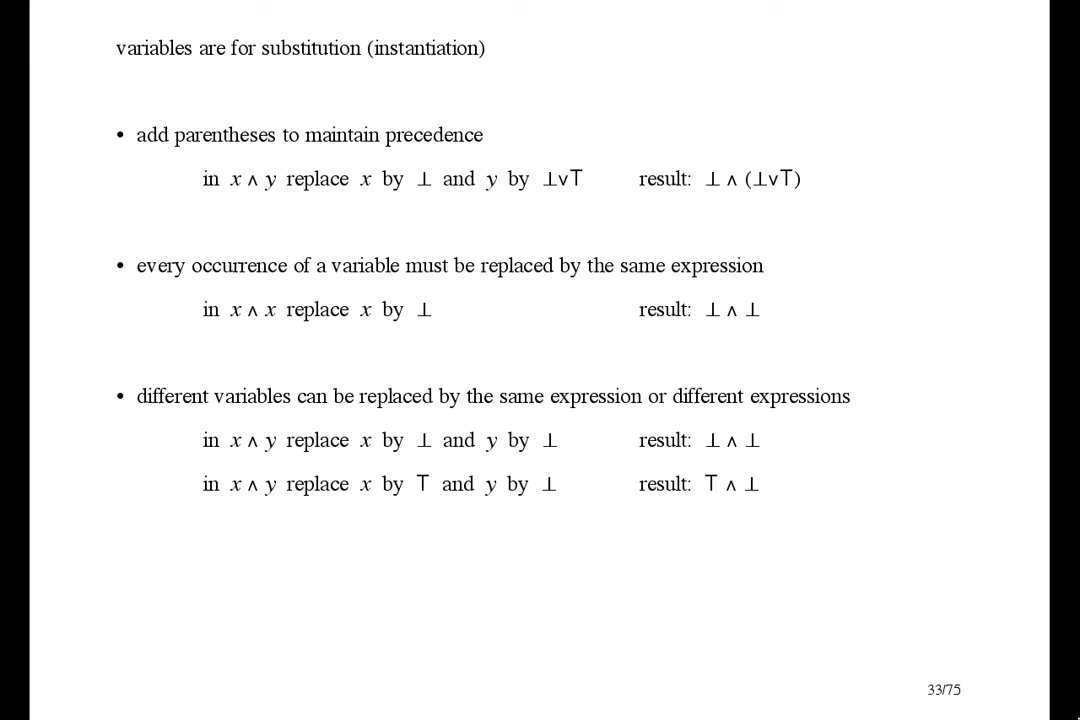 variables are for substitution (instantiation)
• add parentheses to maintain precedence
in x ∧ y replace x by ⊥ and y by ⊥∨⊤ result: ⊥ ∧ (⊥∨⊤)
• every occurrence of a variable must be replaced by the same expression
in x ∧ x replace x by ⊥ result: ⊥ ∧ ⊥
• different variables can be replaced by the same expression or different expressions
in x ∧ y replace x by ⊥ and y by ⊥ result: ⊥ ∧ ⊥
in x ∧ y replace x by ⊤ and y by ⊥ result: ⊤ ∧ ⊥
33/75